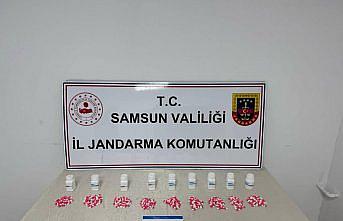 T.C.
SAMSUN VALİLİĞİ
İL JANDARMA KOMUTANLIĞI